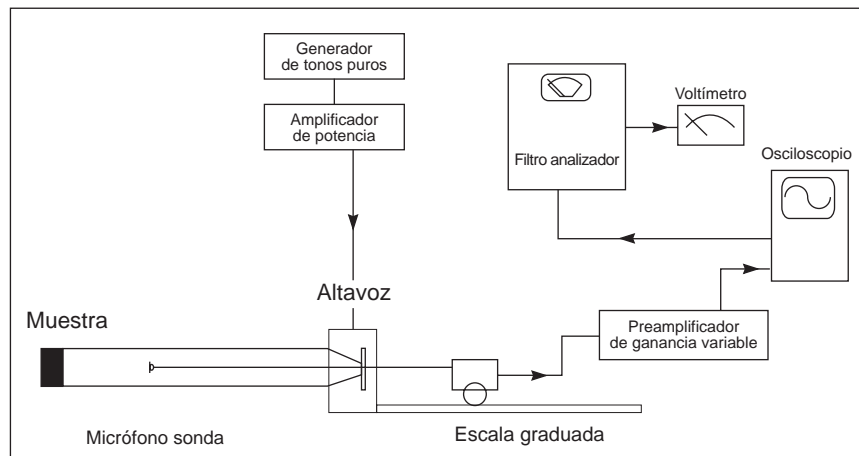 Generador
de tonos puros
Amplificador
de potencia
Voltímetro
Filtro analizador
Osciloscopio
Altavoz
Muestra
Preamplificador
de ganancia variable
Micrófono sonda
Escala graduada